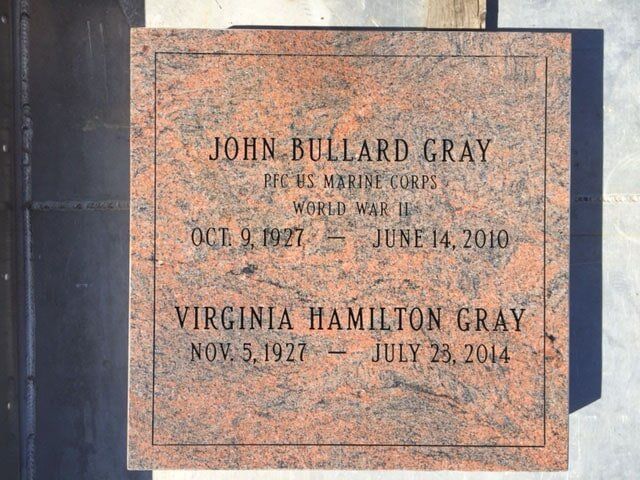 JOHN BULLARD GRAY
PFC US MARINE CORPS
WORLD WAR II
OCT. 9, 1927 — JUNE 14, 2010
VIRGINIA HAMILTON GRAY
NOV. 5, 1927 — JULY 23, 2014